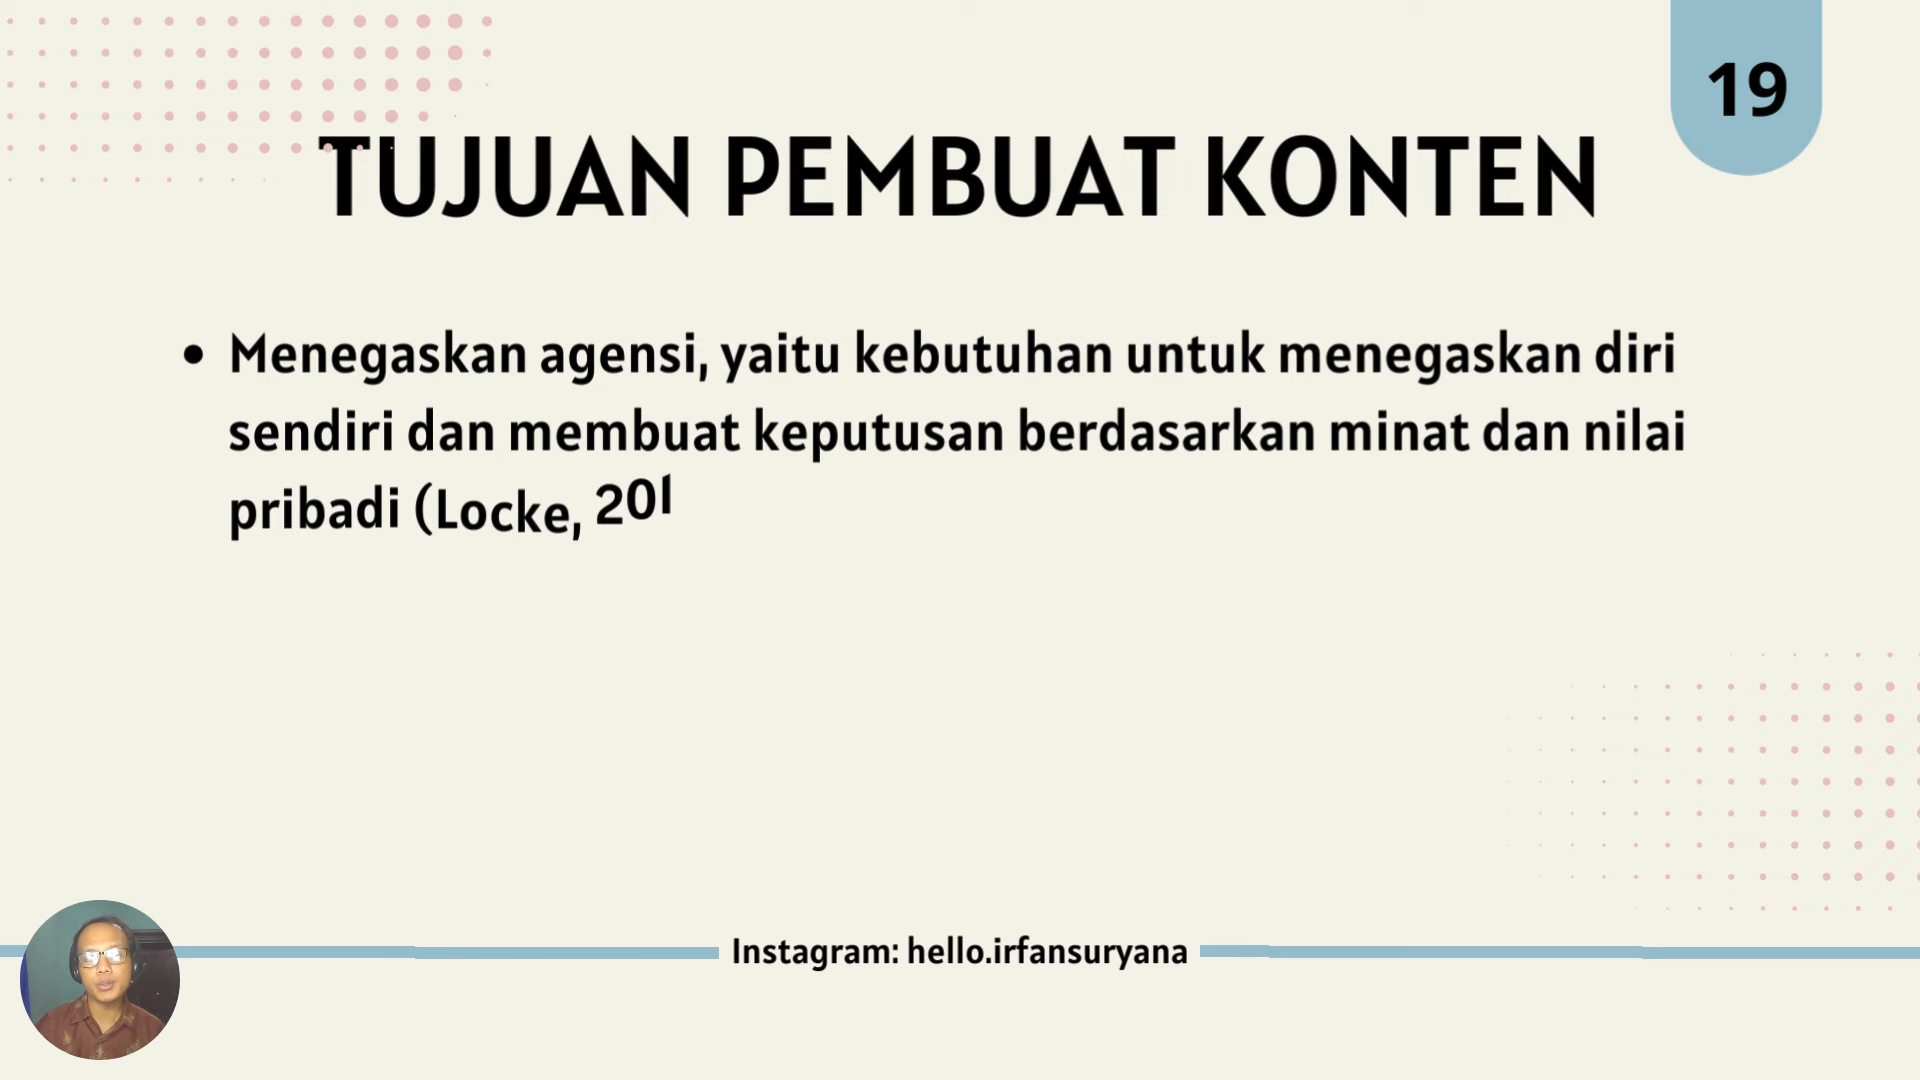 19
TUJUAN PEMBUAT KONTEN
• Menegaskan agensi, yaitu kebutuhan untuk menegaskan diri
sendiri dan membuat keputusan berdasarkan minat dan nilai
pribadi (Locke, 201
Instagram: hello.irfansuryana